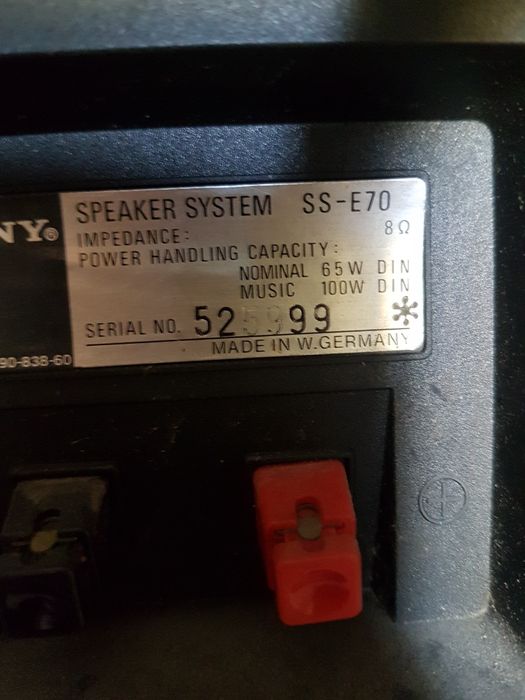 NY®
SPEAKER SYSTEM SS-E70
IMPEDANCE: 8Ω
POWER HANDLING CAPACITY:
NOMINAL 65W DIN
MUSIC 100W DIN
SERIAL NO. 525999
MADE IN W.GERMANY
90-838-60